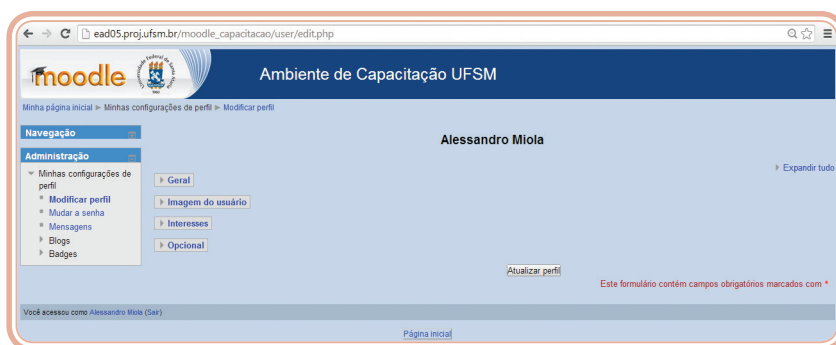 ead05.proj.ufsm.br/moodle_capacitacao/user/edit.php
moodle
Ambiente de Capacitação UFSM
Minha página inicial ► Minhas configurações de perfil ► Modificar perfil
Navegação
Alessandro Miola
Administração
Expandir tudo
Minhas configurações de
perfil
Modificar perfil
Mudar a senha
Mensagens
Blogs
Badges
Geral
Imagem do usuário
Interesses
Opcional
Atualizar perfil
Este formulário contém campos obrigatórios marcados com *
Você acessou como Alessandro Miola (Sair)
Página inicial